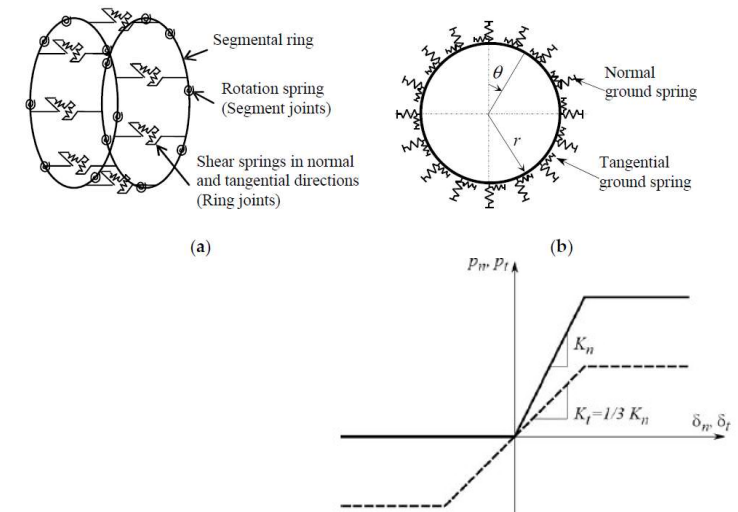 Segmental ring
Rotation spring
(Segment joints)
Shear springs in normal
and tangential directions
(Ring joints)
(a)
θ
r
Normal
ground spring
Tangential
ground spring
(b)
Pn, Pt
Kn
Kt=1/3 Kn
δn, δt